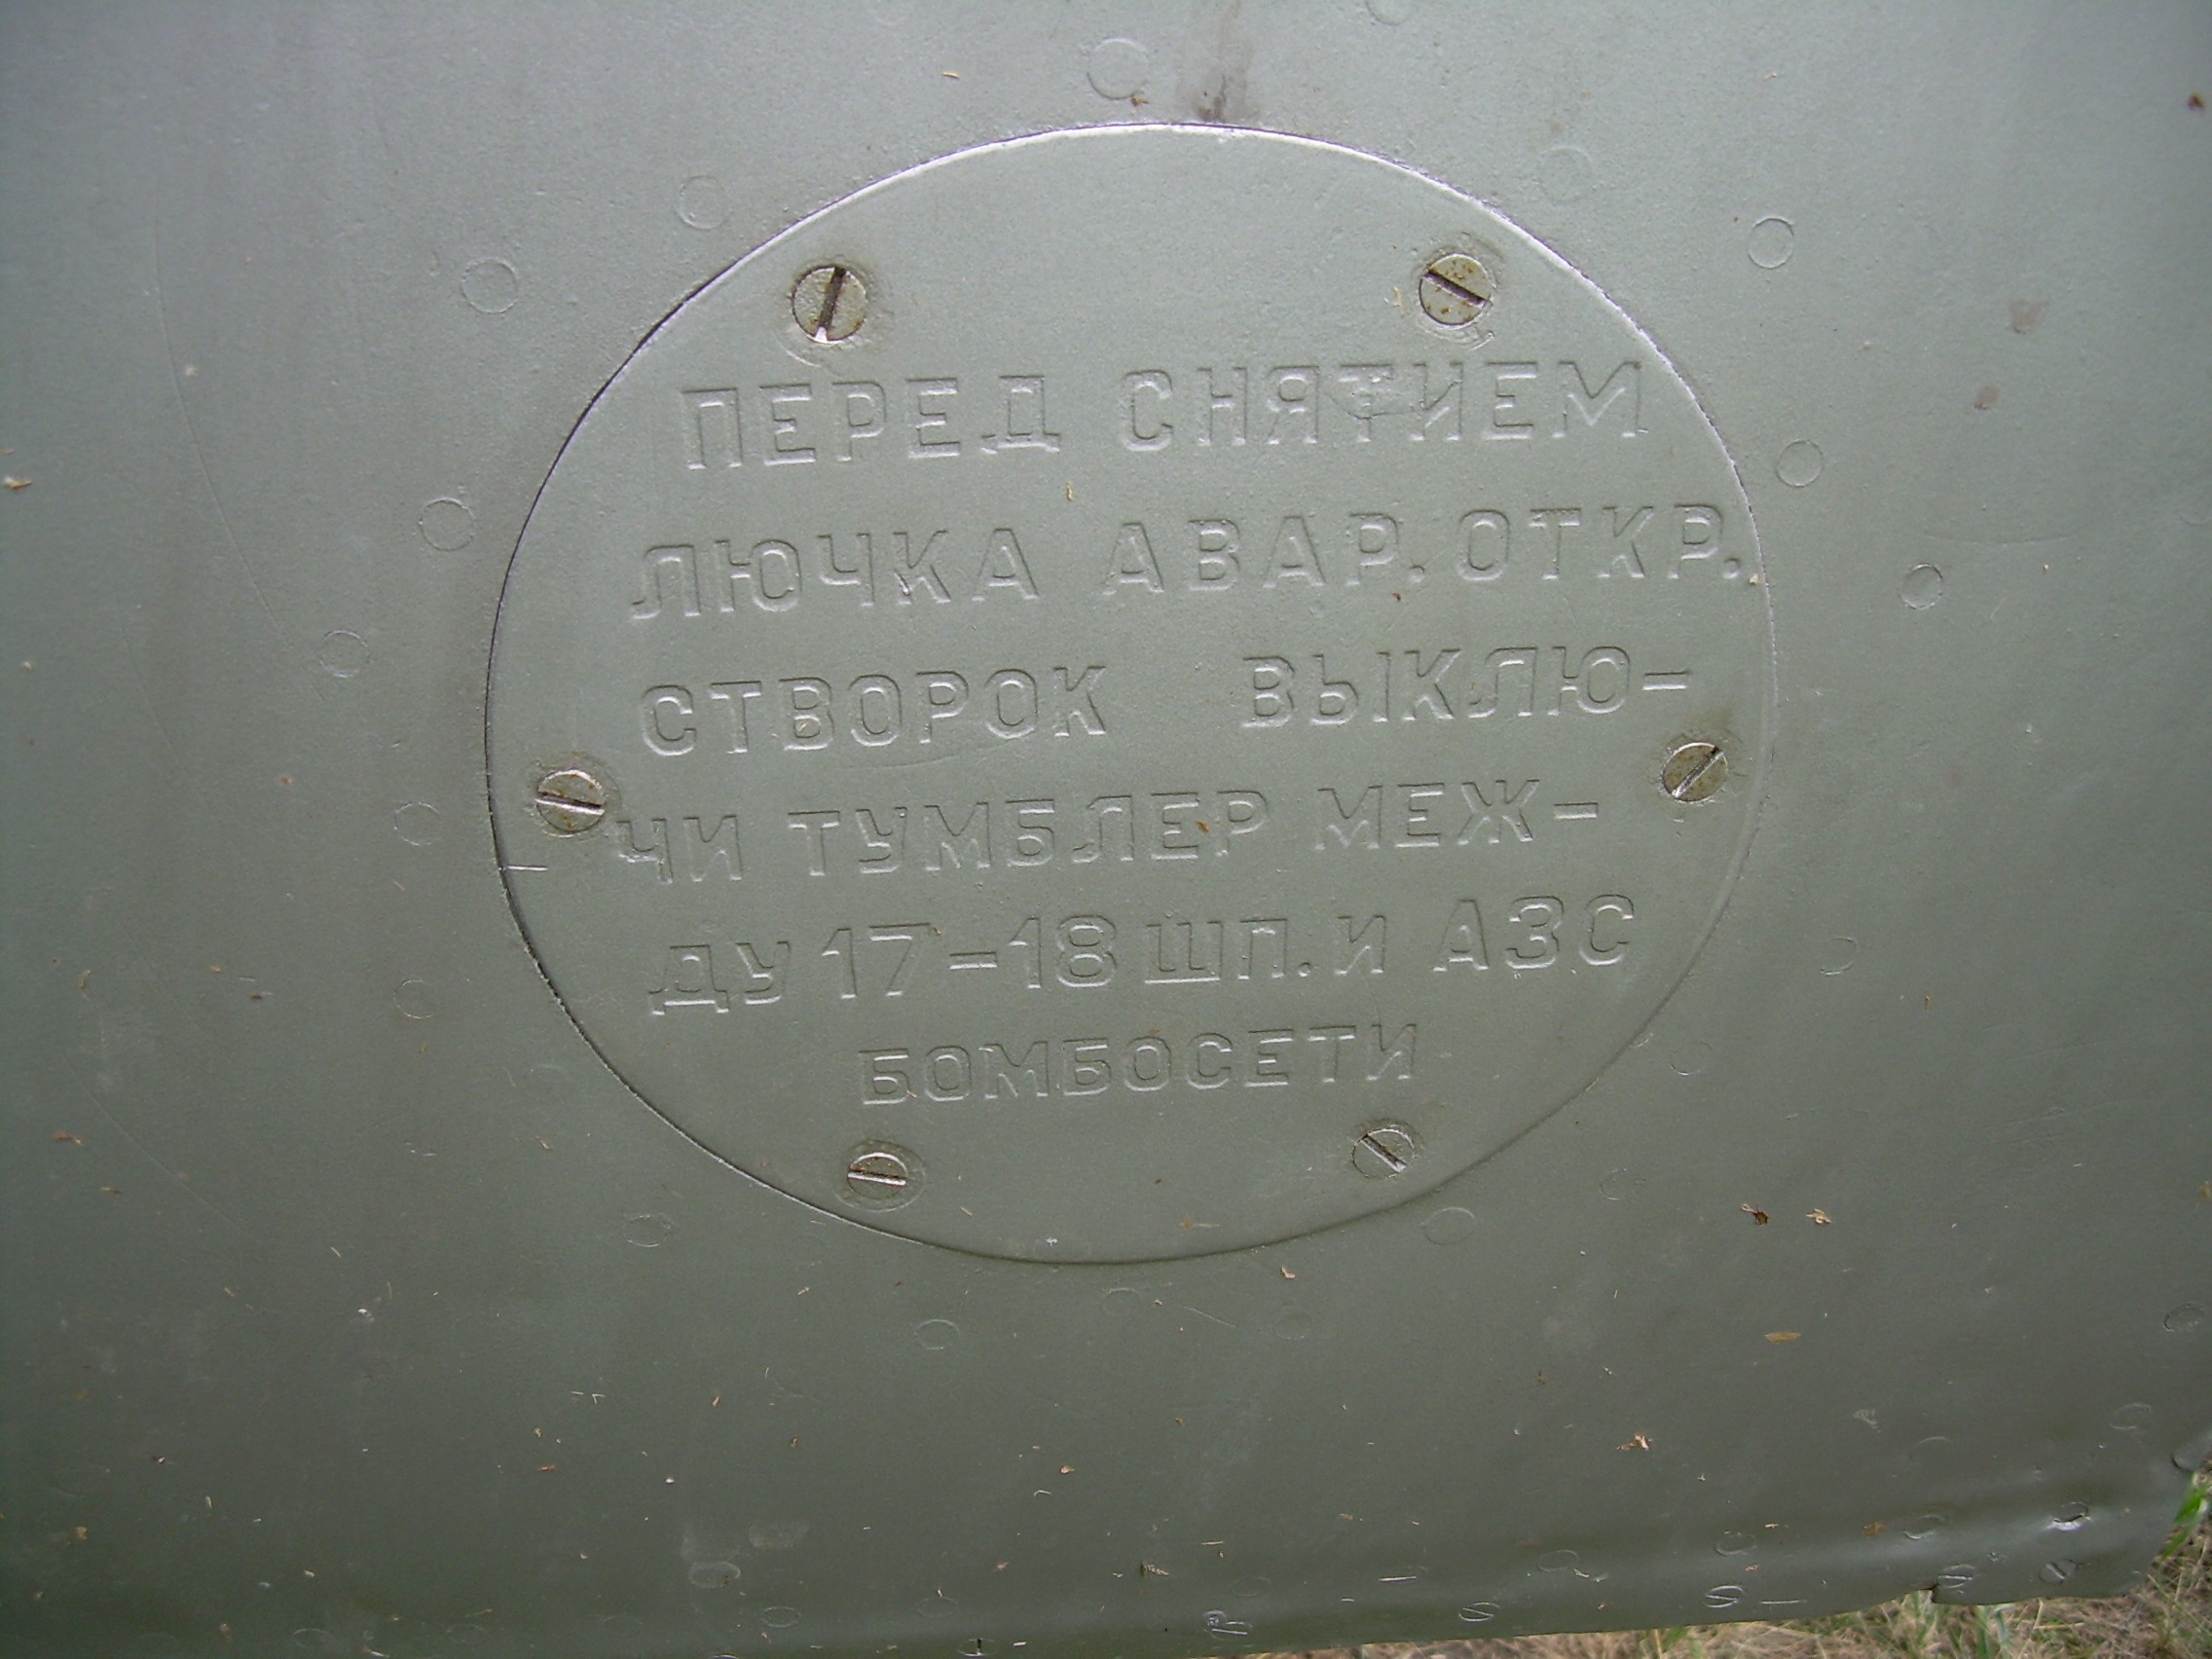 ПЕРЕД СНЯТИЕМ
ЛЮЧКА АВАР. ОТКР.
СТВОРОК ВЫКЛЮ-
ЧИ ТУМБЛЕР МЕЖ-
ДУ 17-18 ШП. И АЗС
БОМБОСЕТИ